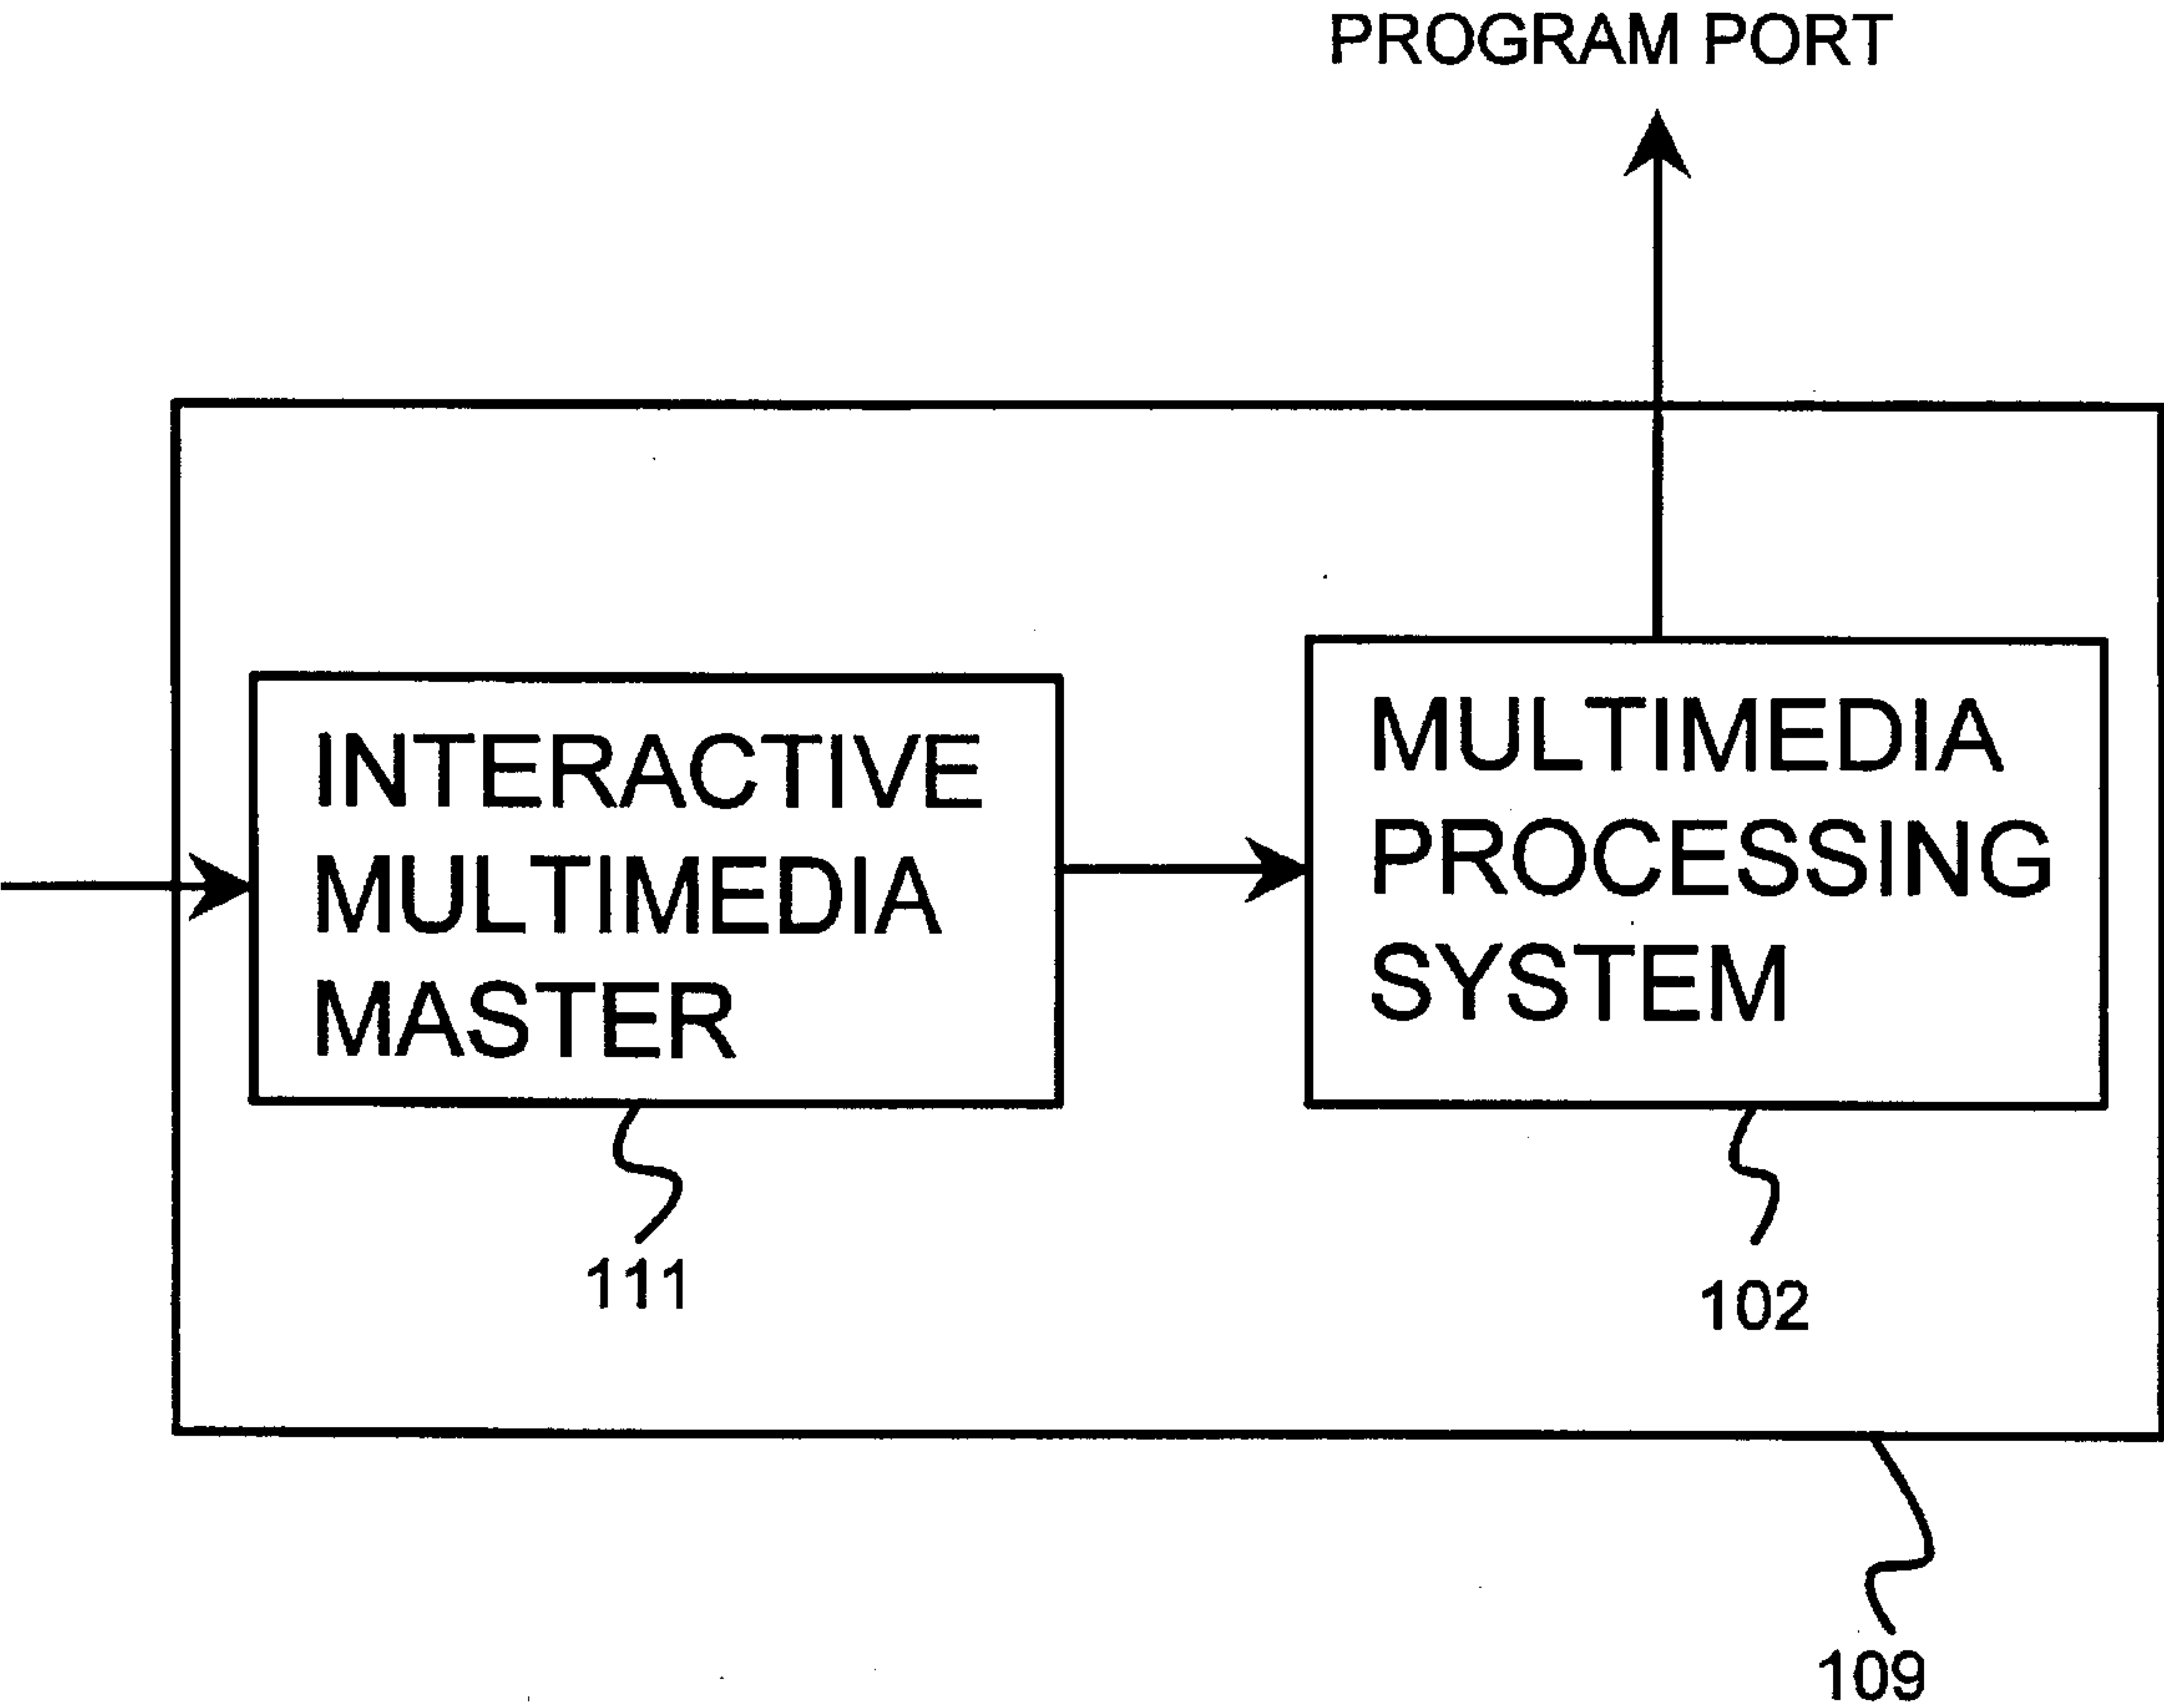 PROGRAM PORT
INTERACTIVE
MULTIMEDIA
MASTER
MULTIMEDIA
PROCESSING
SYSTEM
111
102
109